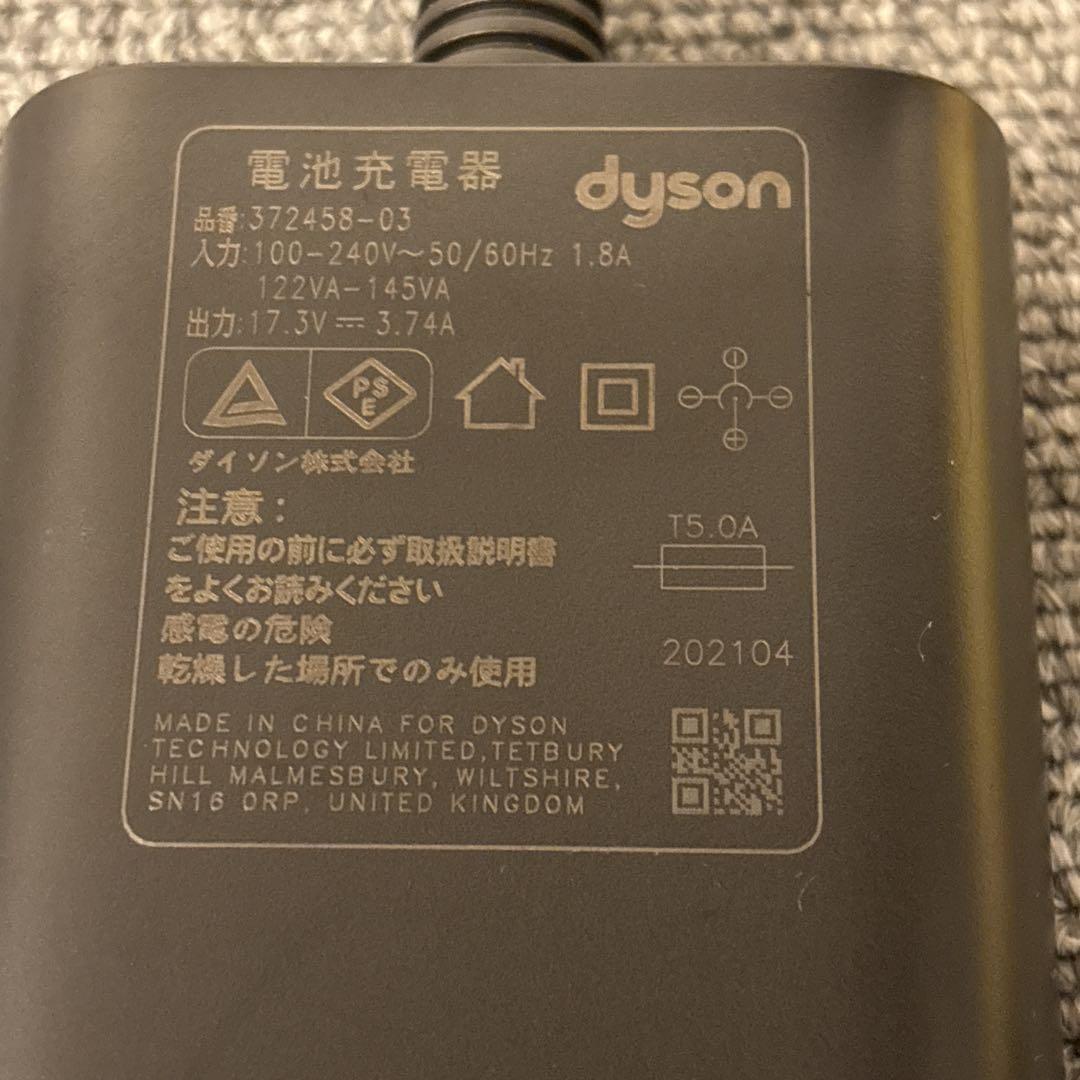 電池充電器
dyson
品番:372458-03
入力:100-240V～50/60Hz 1.8A
122VA-145VA
出力:17.3V⎓3.74A
PSE
ダイソン株式会社
注意:
ご使用の前に必ず取扱説明書
をよくお読みください
感電の危険
乾燥した場所でのみ使用
T5.0A
202104
MADE IN CHINA FOR DYSON
TECHNOLOGY LIMITED,TETBURY
HILL MALMESBURY, WILTSHIRE,
SN16 0RP, UNITED KINGDOM